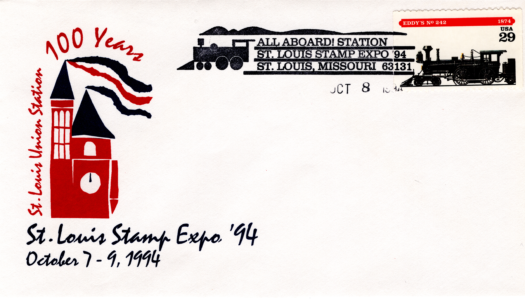 100 Years
St. Louis Union Station
St. Louis Stamp Expo '94
October 7-9, 1994
ALL ABOARD! STATION
ST. LOUIS STAMP EXPO '94
ST. LOUIS, MISSOURI 63131
OCT 8
EDDY'S Nº 242 1874
USA
29